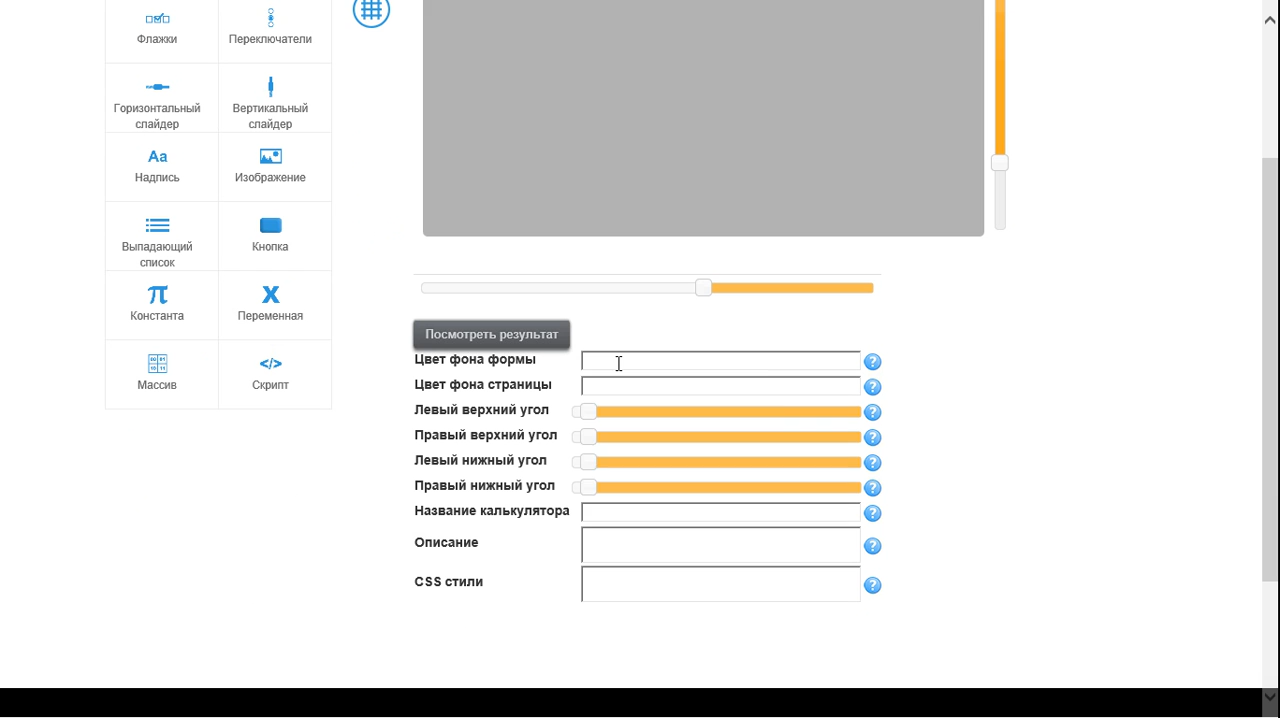 Флажки
Переключатели
Горизонтальный
слайдер
Вертикальный
слайдер
Aa
Надпись
Изображение
Выпадающий
список
Кнопка
π
Константа
X
Переменная
Массив
</>
Скрипт
Посмотреть результат
Цвет фона формы
?
Цвет фона страницы
?
Левый верхний угол
?
Правый верхний угол
?
Левый нижный угол
?
Правый нижный угол
?
Название калькулятора
?
Описание
?
CSS стили
?